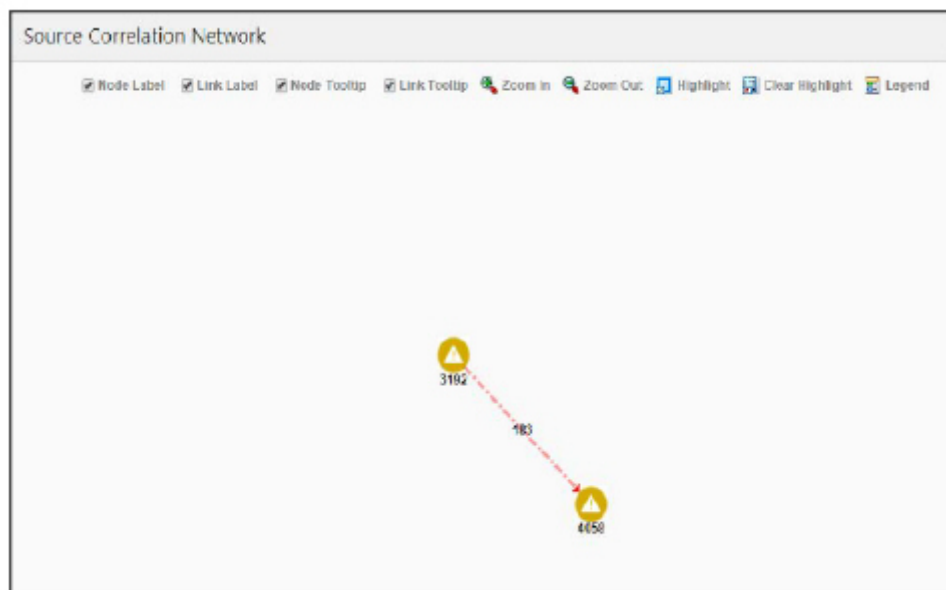 Source Correlation Network
Node Label Link Label Node Tooltip Link Tooltip Zoom In Zoom Out Highlight Clear Highlight Legend
3192
183
4058